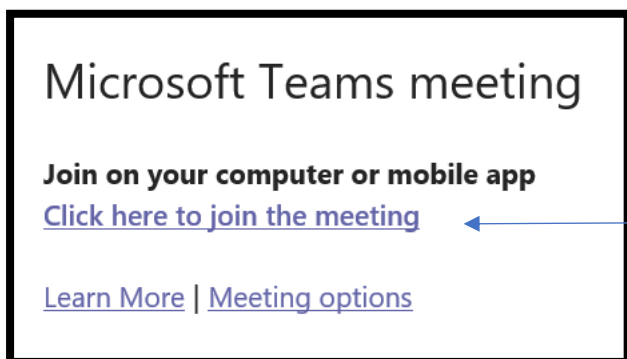 Microsoft Teams meeting
Join on your computer or mobile app
Click here to join the meeting
Learn More | Meeting options